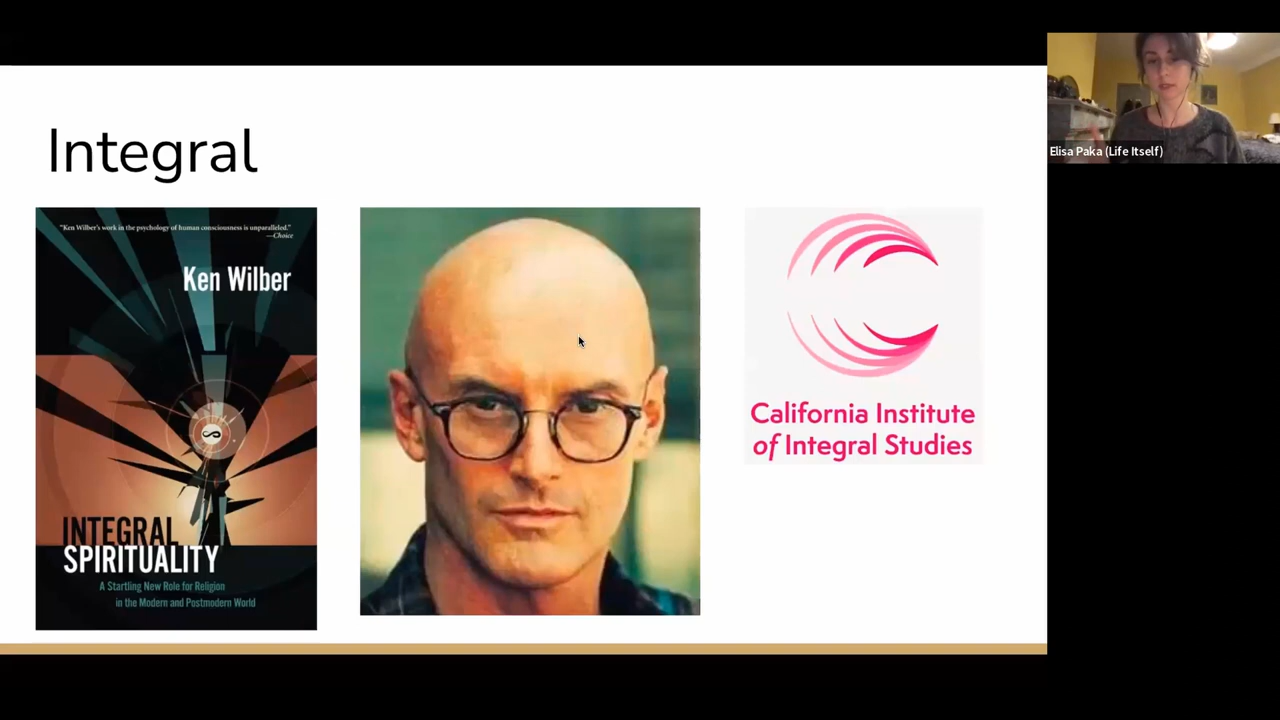 Integral
"Ken Wilber's work in the psychology of human consciousness is unparalleled."
—Choice
Ken Wilber
INTEGRAL
SPIRITUALITY
A Startling New Role for Religion
in the Modern and Postmodern World
California Institute
of Integral Studies
Elisa Paka (Life Itself)